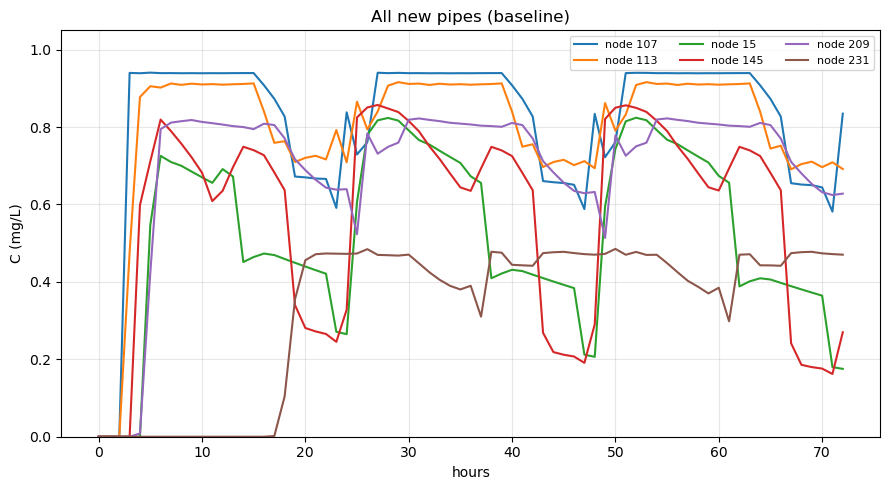 All new pipes (baseline)
node 107 node 15 node 209
node 113 node 145 node 231
C (mg/L)
1.0
0.8
0.6
0.4
0.2
0.0
0 10 20 30 40 50 60 70
hours